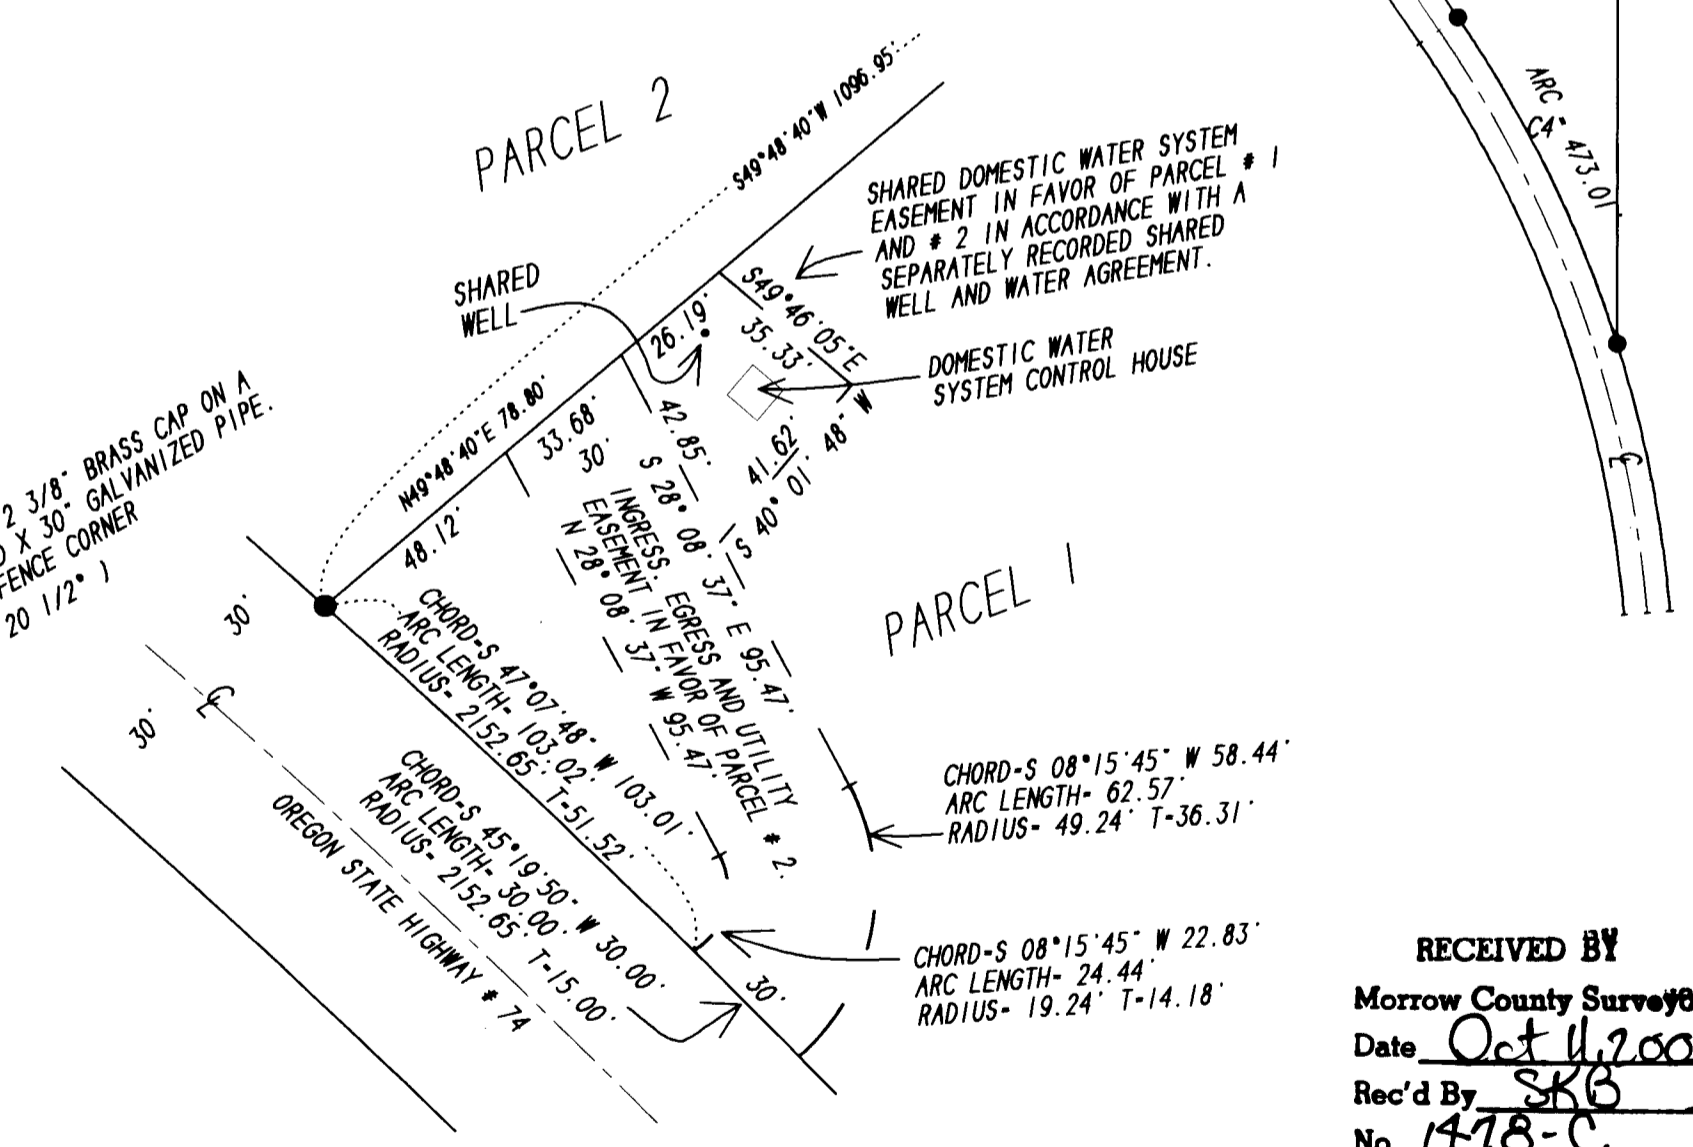 PARCEL 2
S49°48'40"W 1096.95'
SHARED DOMESTIC WATER SYSTEM
EASEMENT IN FAVOR OF PARCEL # 1
AND # 2 IN ACCORDANCE WITH A
SEPARATELY RECORDED SHARED
WELL AND WATER AGREEMENT.
ARC
C4= 473.01
SHARED
WELL
26.19'
S49°46'05"E
35.33'
DOMESTIC WATER
SYSTEM CONTROL HOUSE
2 3/8" BRASS CAP ON A
X 30" GALVANIZED PIPE.
FENCE CORNER
20 1/2" )
N49°48'40"E 78.80'
33.68'
30'
48.12'
42.85'
41.62'
S 40° 01' 48" W
S 28° 08' 37" E 95.47'
INGRESS, EGRESS AND UTILITY
EASEMENT IN FAVOR OF PARCEL # 2.
N 28° 08' 37" W 95.47'
PARCEL 1
30'
℄
30'
℄
CHORD-S 47°07'48" W 103.01'
ARC LENGTH- 103.02'
RADIUS- 2152.65' T-51.52'
CHORD-S 45°19'50" W 30.00'
ARC LENGTH- 30.00'
RADIUS- 2152.65' T-15.00'
OREGON STATE HIGHWAY # 74
CHORD-S 08°15'45" W 58.44'
ARC LENGTH- 62.57'
RADIUS- 49.24' T-36.31'
CHORD-S 08°15'45" W 22.83'
ARC LENGTH- 24.44'
RADIUS- 19.24' T-14.18'
30'
RECEIVED BY
Morrow County Surveyo
Date Oct 11, 200
Rec'd By SKB
No. 1478-C